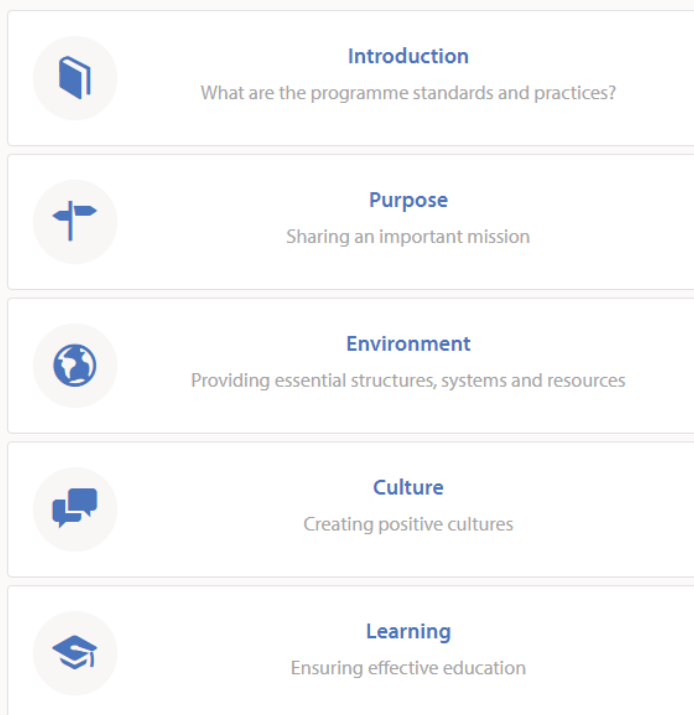 Introduction
What are the programme standards and practices?
Purpose
Sharing an important mission
Environment
Providing essential structures, systems and resources
Culture
Creating positive cultures
Learning
Ensuring effective education